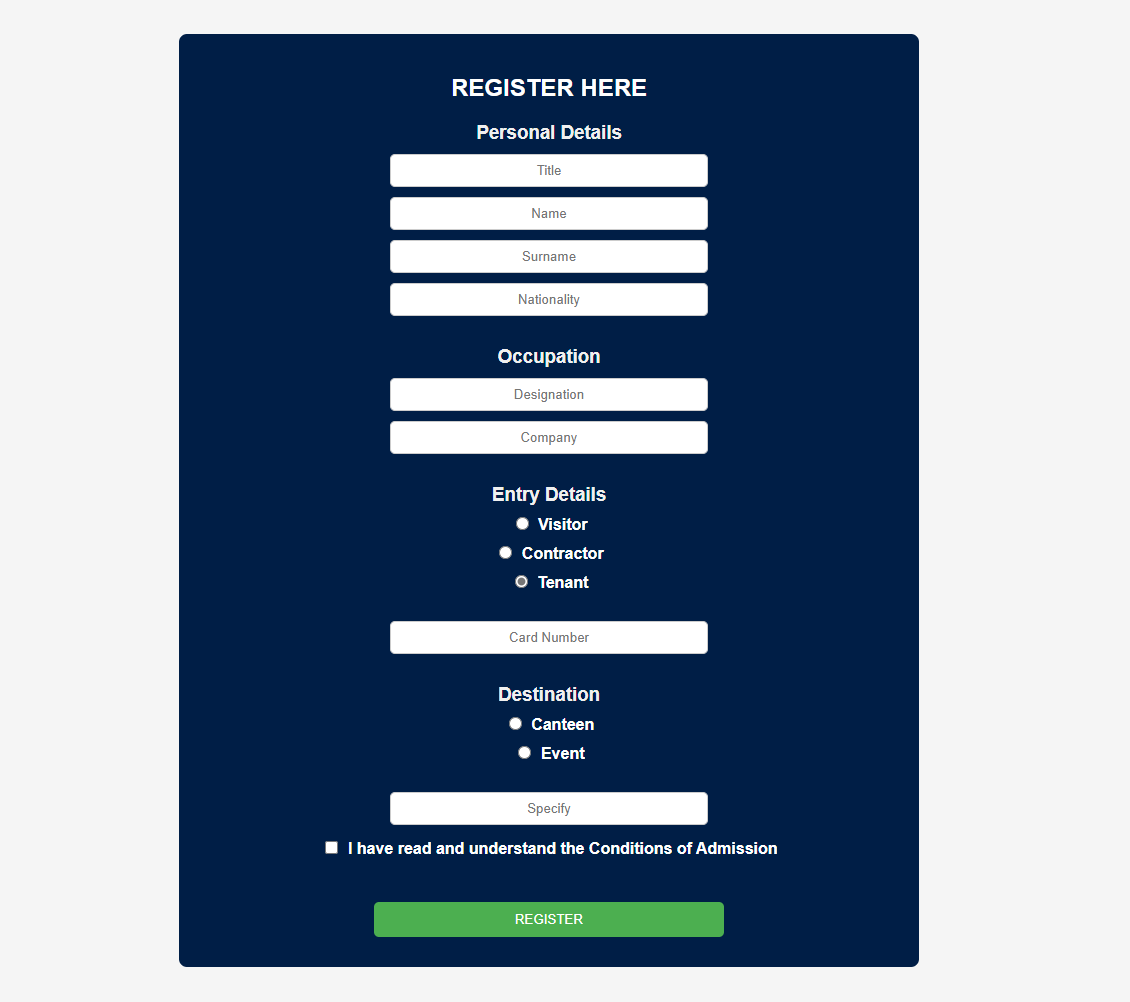 REGISTER HERE
Personal Details
Title
Name
Surname
Nationality
Occupation
Designation
Company
Entry Details
Visitor
Contractor
Tenant
Card Number
Destination
Canteen
Event
Specify
I have read and understand the Conditions of Admission
REGISTER